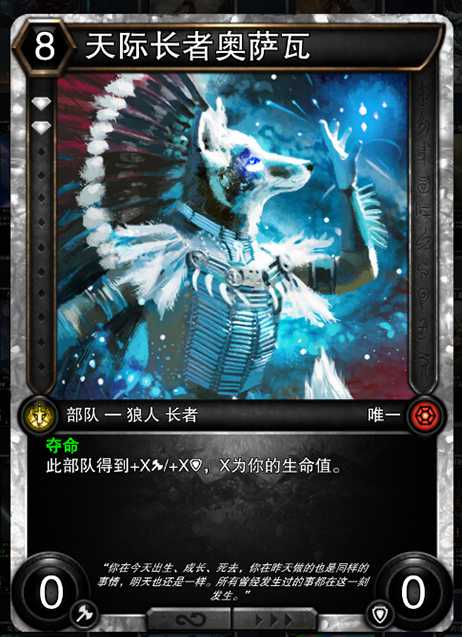 8
天际长者奥萨瓦
部队 一 狼人 长者
唯一
夺命
此部队得到+X/+X，X为你的生命值。
“你在今天出生、成长、死去，你在昨天做的也是同样的
事情，明天也还是一样。所有曾经发生过的事都在这一刻
发生。”
0
0